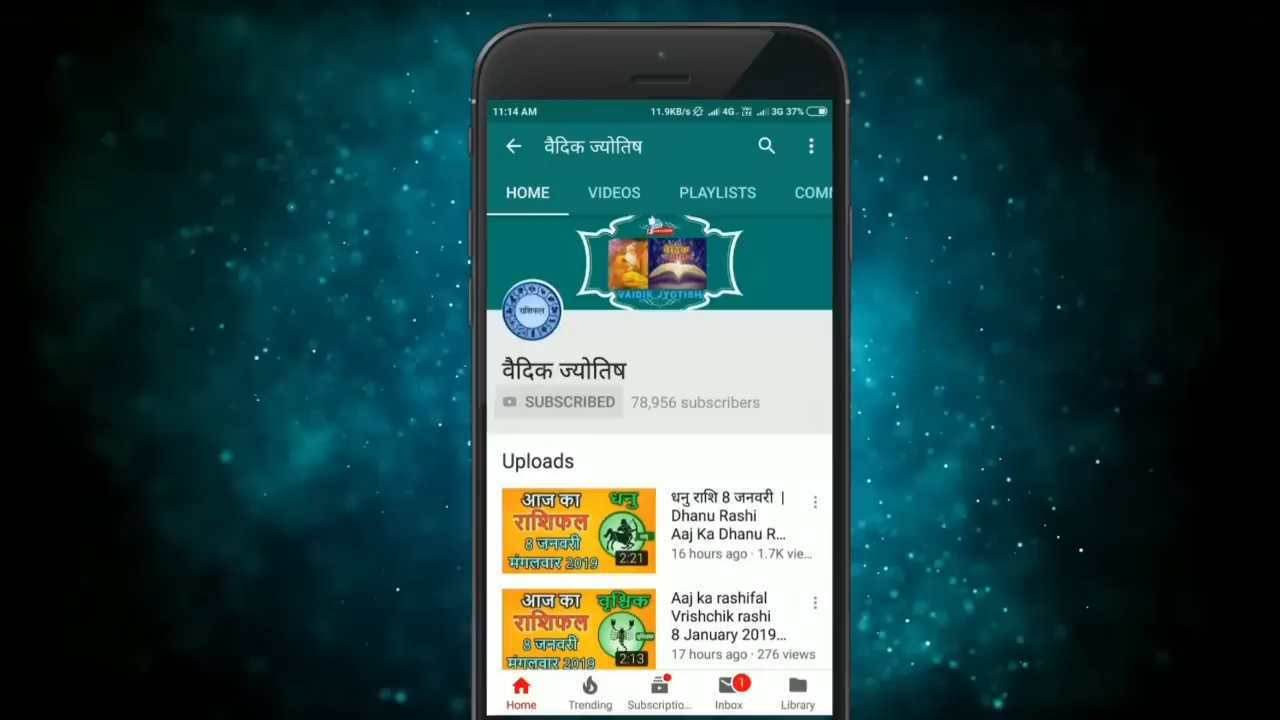 11:14 AM
11.9KB/s 4G VoLTE 3G 37%
वैदिक ज्योतिष
HOME VIDEOS PLAYLISTS COMM
वैदिक
VAIDIK JYOTISH
राशिफल
वैदिक ज्योतिष
SUBSCRIBED 78,956 subscribers
Uploads
आज का धनु
राशिफल
8 जनवरी
मंगलवार 2019
2:21
धनु राशि 8 जनवरी |
Dhanu Rashi
Aaj Ka Dhanu R...
16 hours ago · 1.7K vie...
आज का वृश्चिक
राशिफल
8 जनवरी
मंगलवार 2019
2:13
Aaj ka rashifal
Vrishchik rashi
8 January 2019...
17 hours ago · 276 views
1
Home Trending Subscriptio... Inbox Library